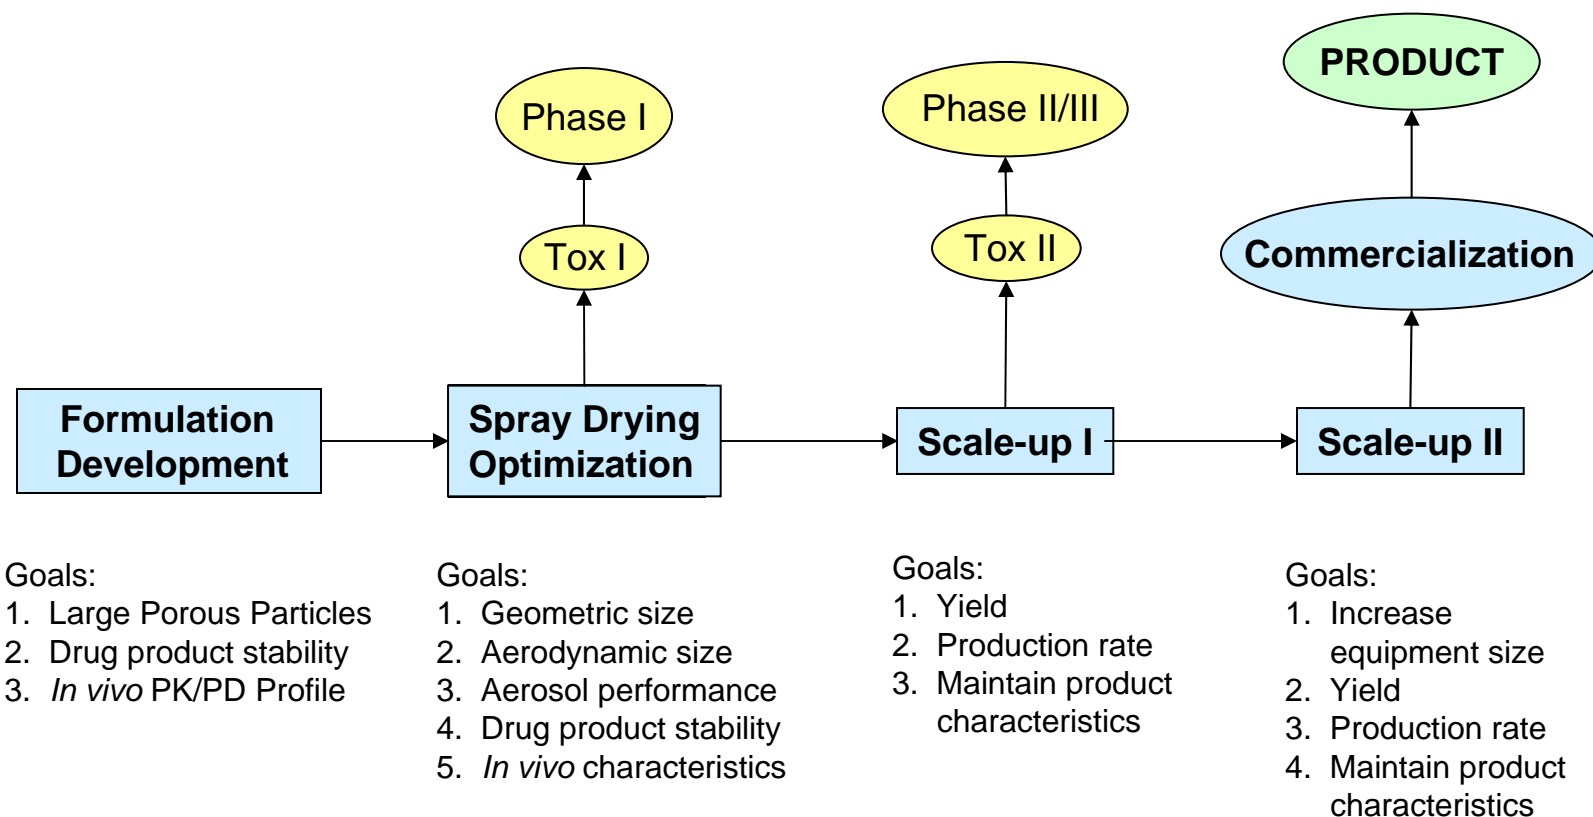 PRODUCT
Phase I
Phase II/III
Tox I
Tox II
Commercialization
Formulation
Development
Spray Drying
Optimization
Scale-up I
Scale-up II
Goals:
1. Large Porous Particles
2. Drug product stability
3. In vivo PK/PD Profile
Goals:
1. Geometric size
2. Aerodynamic size
3. Aerosol performance
4. Drug product stability
5. In vivo characteristics
Goals:
1. Yield
2. Production rate
3. Maintain product
characteristics
Goals:
1. Increase
equipment size
2. Yield
3. Production rate
4. Maintain product
characteristics